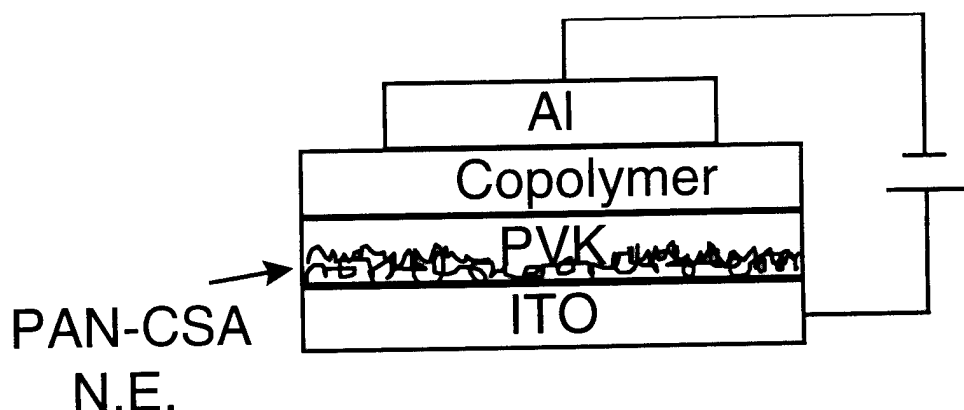 Al
Copolymer
PVK
ITO
PAN-CSA
N.E.